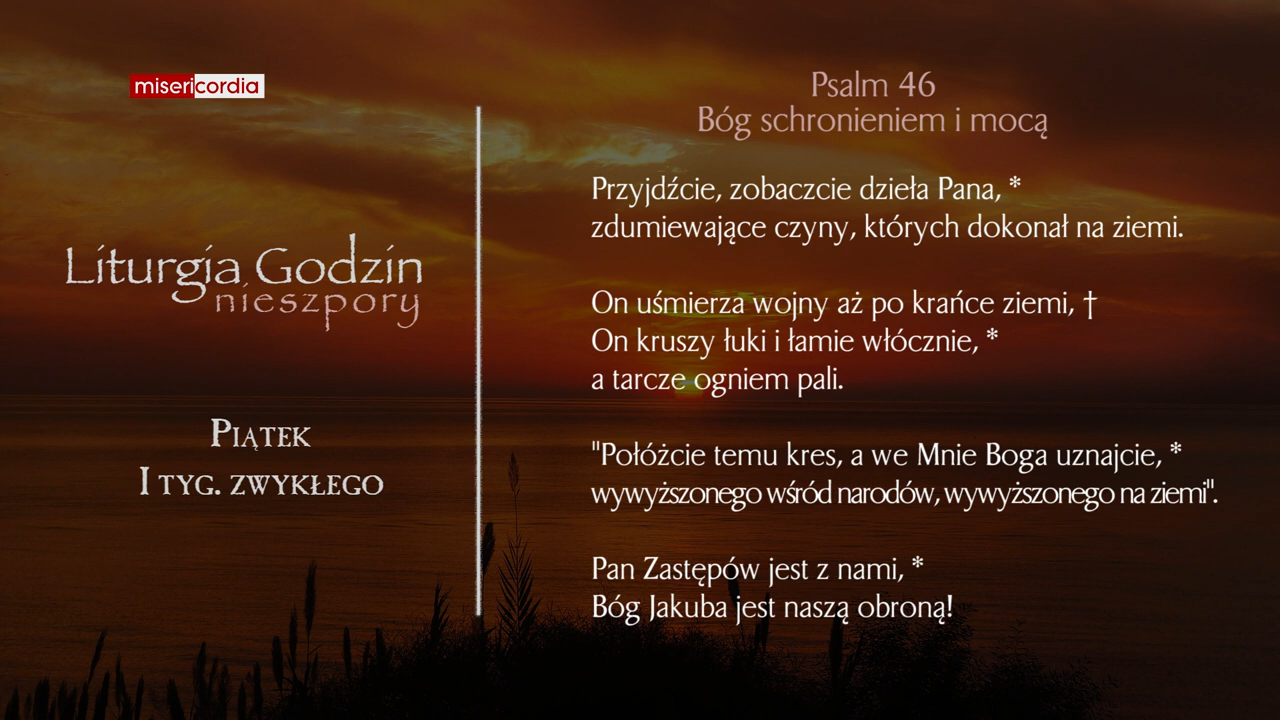 misericordia
Liturgia Godzin
nieszpory
Piątek
I tyg. zwykłego
Psalm 46
Bóg schronieniem i mocą
Przyjdźcie, zobaczcie dzieła Pana, *
zdumiewające czyny, których dokonał na ziemi.
On uśmierza wojny aż po krańce ziemi, †
On kruszy łuki i łamie włócznie, *
a tarcze ogniem pali.
"Połóżcie temu kres, a we Mnie Boga uznajcie, *
wywyższonego wśród narodów, wywyższonego na ziemi".
Pan Zastępów jest z nami, *
Bóg Jakuba jest naszą obroną!